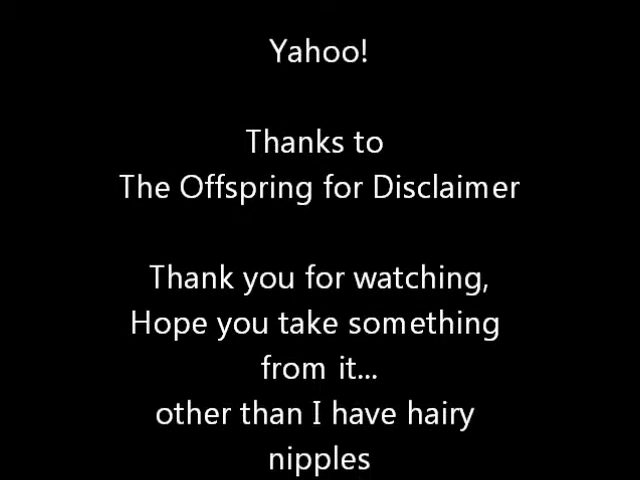 Yahoo!
Thanks to
The Offspring for Disclaimer
Thank you for watching,
Hope you take something
from it...
other than I have hairy
nipples